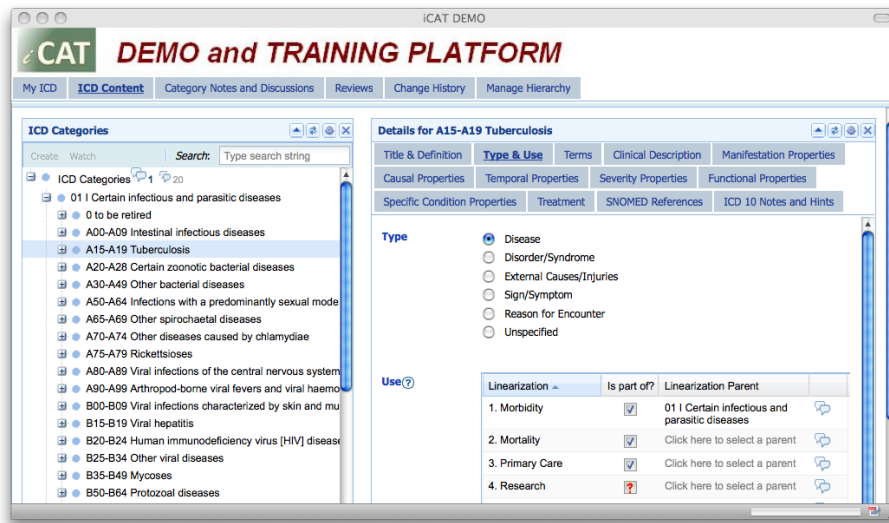 iCAT DEMO
iCAT DEMO and TRAINING PLATFORM
My ICD ICD Content Category Notes and Discussions Reviews Change History Manage Hierarchy
ICD Categories
Create Watch Search: Type search string
ICD Categories 1 20
01 I Certain infectious and parasitic diseases
0 to be retired
A00-A09 Intestinal infectious diseases
A15-A19 Tuberculosis
A20-A28 Certain zoonotic bacterial diseases
A30-A49 Other bacterial diseases
A50-A64 Infections with a predominantly sexual mode
A65-A69 Other spirochaetal diseases
A70-A74 Other diseases caused by chlamydiae
A75-A79 Rickettsioses
A80-A89 Viral infections of the central nervous system
A90-A99 Arthropod-borne viral fevers and viral haemo
B00-B09 Viral infections characterized by skin and mu
B15-B19 Viral hepatitis
B20-B24 Human immunodeficiency virus [HIV] disease
B25-B34 Other viral diseases
B35-B49 Mycoses
B50-B64 Protozoal diseases
Details for A15-A19 Tuberculosis
Title & Definition Type & Use Terms Clinical Description Manifestation Properties
Causal Properties Temporal Properties Severity Properties Functional Properties
Specific Condition Properties Treatment SNOMED References ICD 10 Notes and Hints
Type
Disease
Disorder/Syndrome
External Causes/Injuries
Sign/Symptom
Reason for Encounter
Unspecified
Use ?
Linearization Is part of? Linearization Parent
1. Morbidity 01 I Certain infectious and
parasitic diseases
2. Mortality Click here to select a parent
3. Primary Care Click here to select a parent
4. Research ? Click here to select a parent